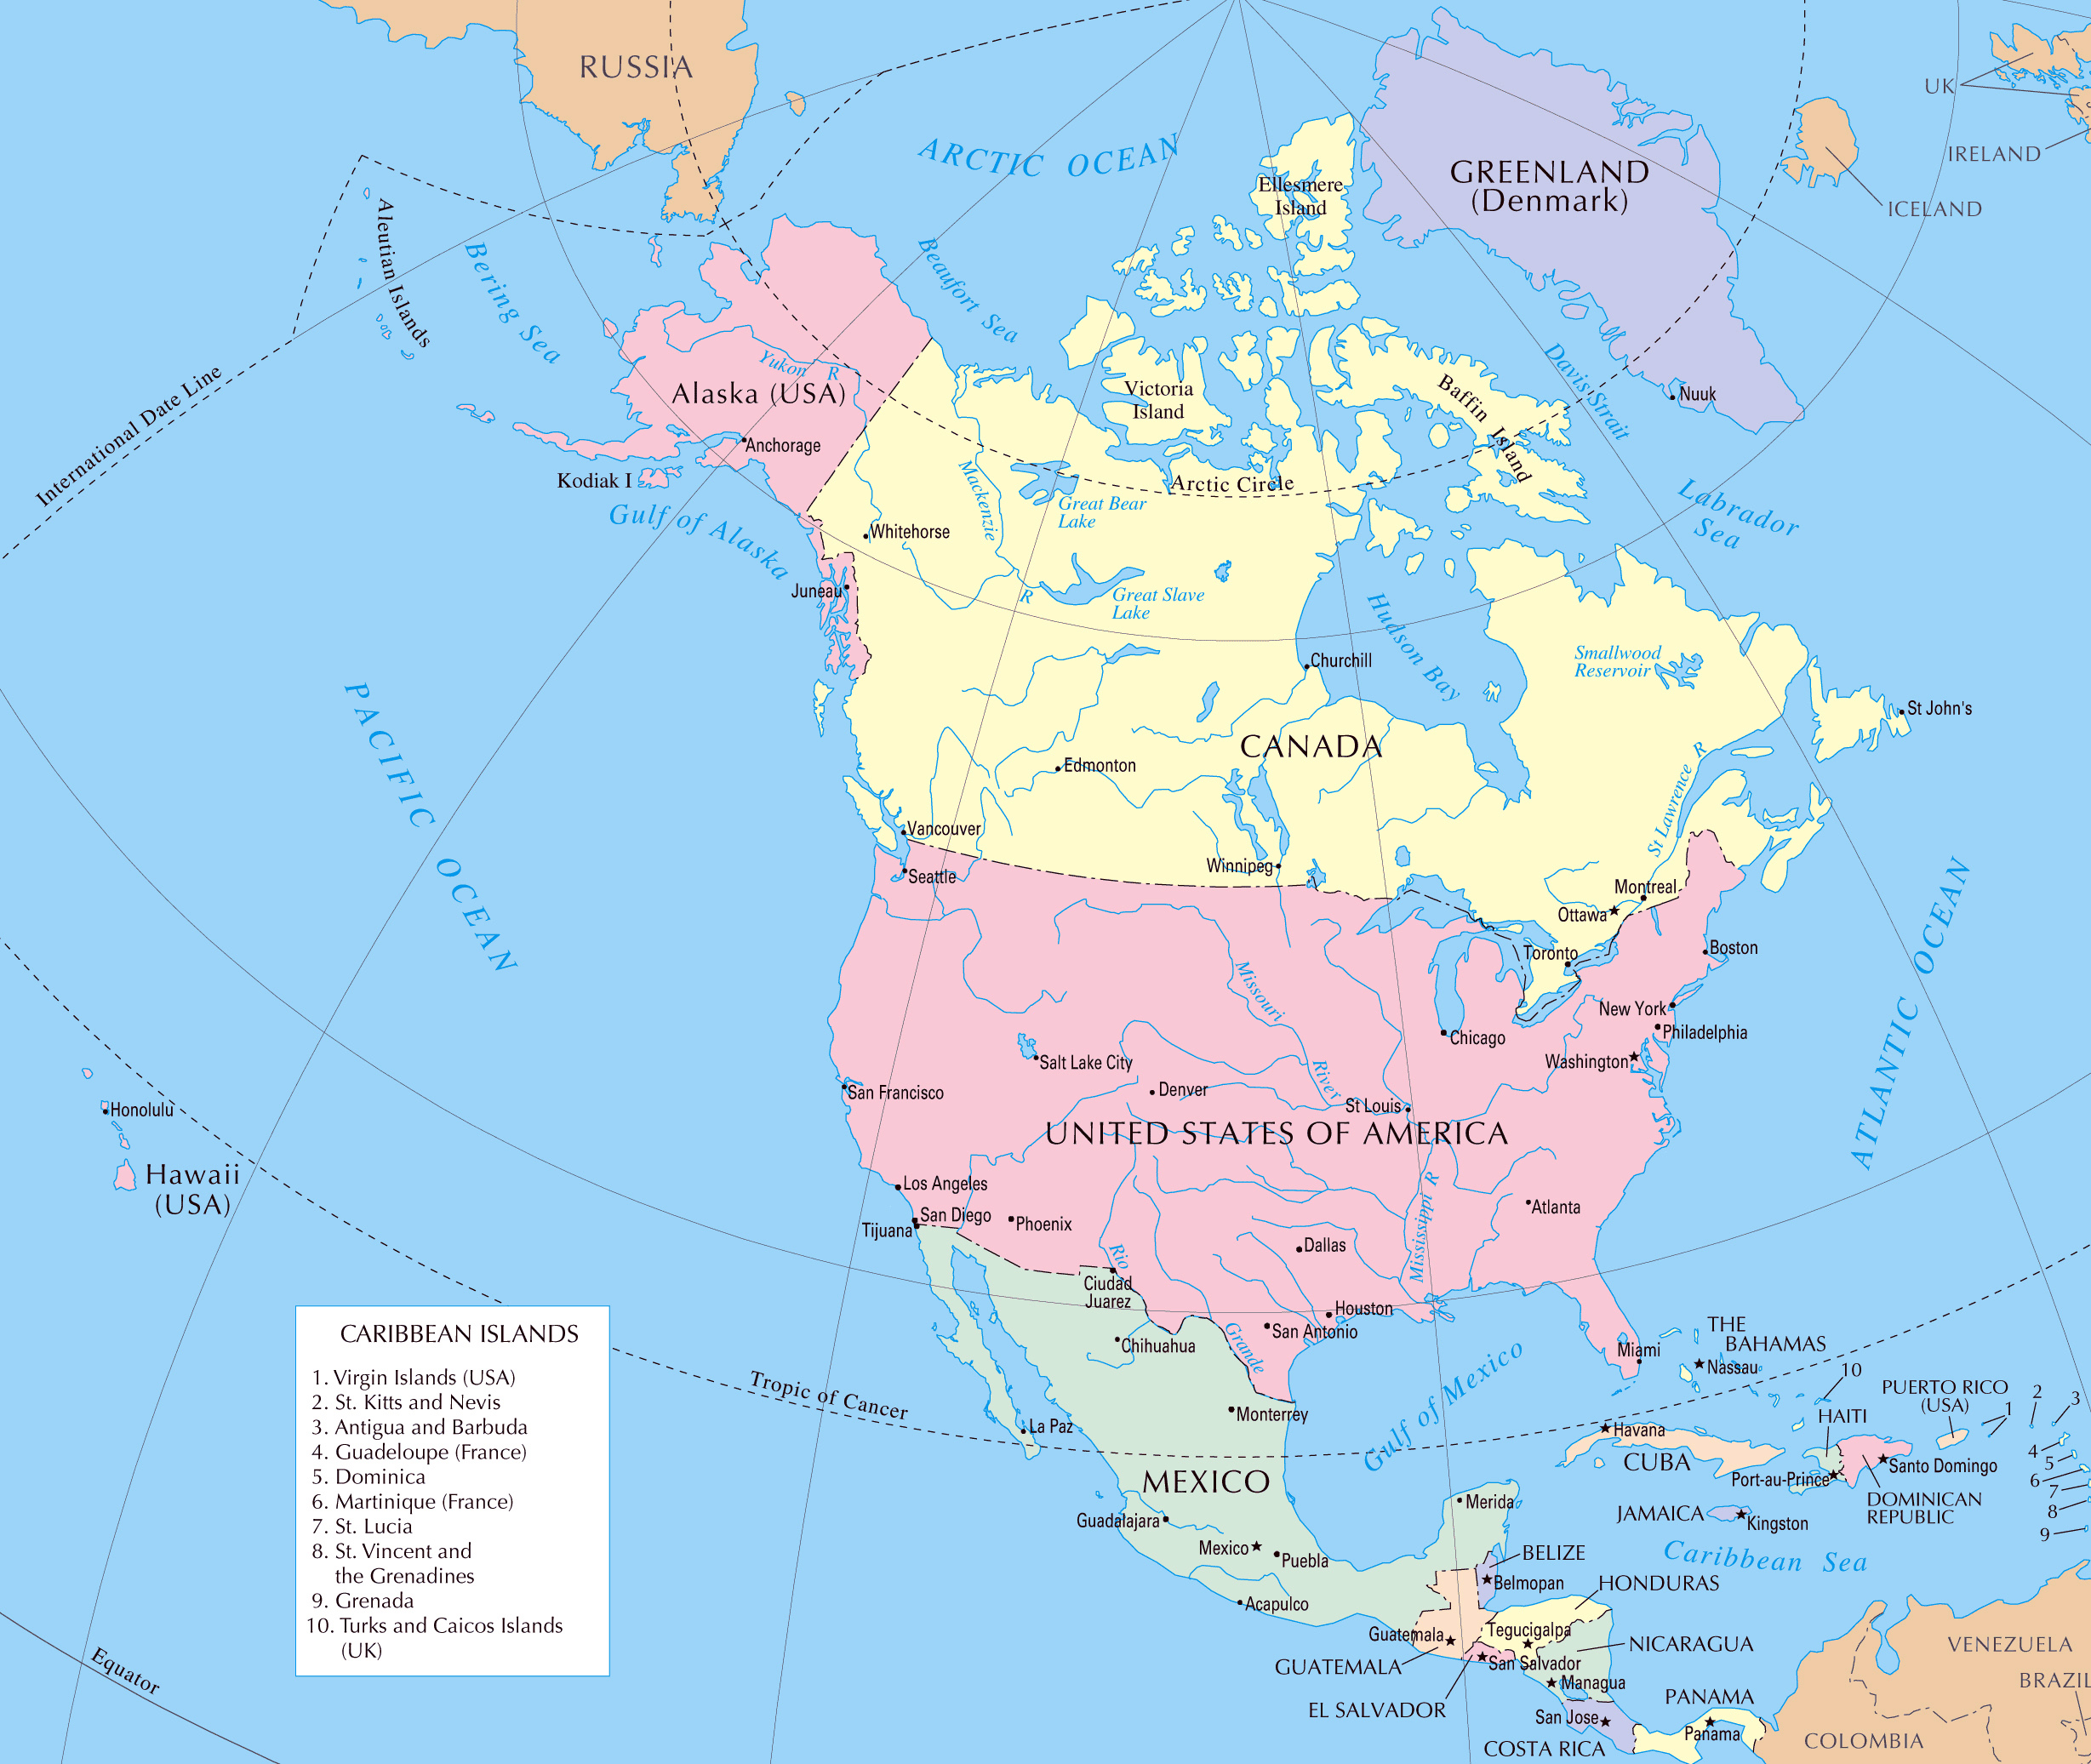 RUSSIA
ARCTIC OCEAN
UK
IRELAND
ICELAND
GREENLAND
(Denmark)
Ellesmere
Island
Aleutian Islands
Bering Sea
Beaufort Sea
International Date Line
Yukon R
Alaska (USA)
Anchorage
Kodiak I
Gulf of Alaska
Victoria
Island
Baffin Island
Davis Strait
Nuuk
Arctic Circle
Labrador
Sea
Mackenzie
R
Great Bear
Lake
Whitehorse
Juneau
Great Slave
Lake
Hudson Bay
Churchill
Smallwood
Reservoir
St John's
PACIFIC OCEAN
CANADA
Edmonton
St Lawrence R
Vancouver
Seattle
Winnipeg
Montreal
Ottawa
Toronto
Boston
ATLANTIC OCEAN
New York
Philadelphia
Washington
Chicago
Missouri
River
Salt Lake City
Denver
St Louis
San Francisco
UNITED STATES OF AMERICA
Honolulu
Hawaii
(USA)
Los Angeles
San Diego
Tijuana
Phoenix
Mississippi R
Atlanta
Dallas
Rio
Grande
Ciudad
Juarez
Houston
San Antonio
Chihuahua
Gulf of Mexico
Miami
THE
BAHAMAS
Nassau
Tropic of Cancer
La Paz
Monterrey
MEXICO
10
PUERTO RICO
(USA)
1
2
3
4
5
6
7
8
9
HAITI
Havana
CUBA
Port-au-Prince
Santo Domingo
DOMINICAN
REPUBLIC
JAMAICA
Kingston
Caribbean Sea
Merida
Guadalajara
Mexico
Puebla
Acapulco
BELIZE
Belmopan
HONDURAS
Tegucigalpa
Guatemala
GUATEMALA
San Salvador
EL SALVADOR
NICARAGUA
Managua
San Jose
COSTA RICA
PANAMA
Panama
VENEZUELA
BRAZIL
COLOMBIA
Equator
CARIBBEAN ISLANDS
1. Virgin Islands (USA)
2. St. Kitts and Nevis
3. Antigua and Barbuda
4. Guadeloupe (France)
5. Dominica
6. Martinique (France)
7. St. Lucia
8. St. Vincent and
the Grenadines
9. Grenada
10. Turks and Caicos Islands
(UK)